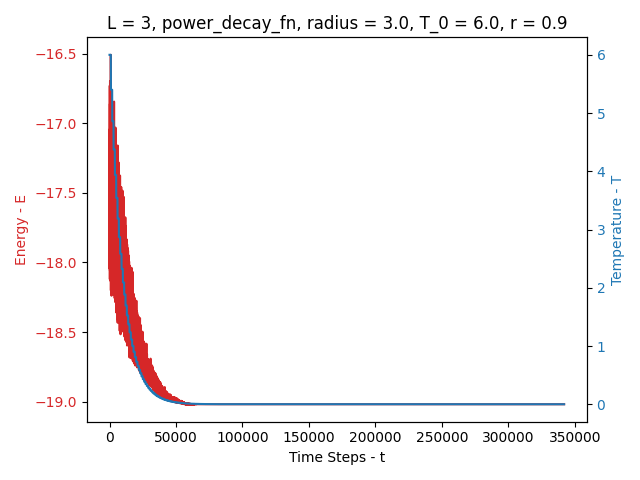 L = 3, power_decay_fn, radius = 3.0, T_0 = 6.0, r = 0.9
Energy - E
−16.5
−17.0
−17.5
−18.0
−18.5
−19.0
6
5
4
3
2
1
0
Temperature - T
0 50000 100000 150000 200000 250000 300000 350000
Time Steps - t